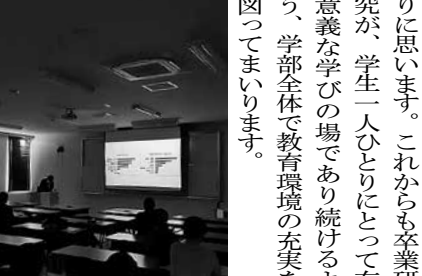 りに思います。これからも卒業研
究が、学生一人ひとりにとって有
意義な学びの場であり続けるよ
う、学部全体で教育環境の充実を
図ってまいります。